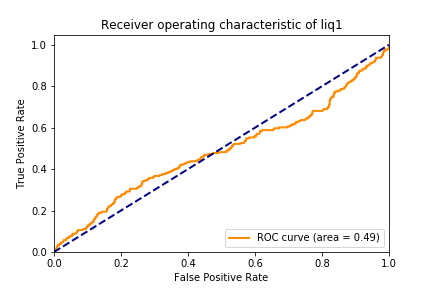 Receiver operating characteristic of liq1
True Positive Rate
1.0
0.8
0.6
0.4
0.2
0.0
ROC curve (area = 0.49)
0.0 0.2 0.4 0.6 0.8 1.0
False Positive Rate